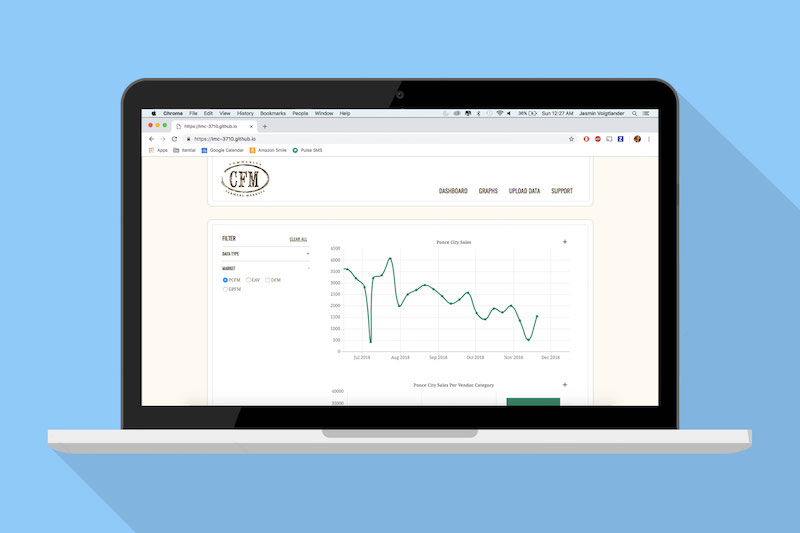 Chrome File Edit View History Bookmarks People Window Help 36% Sun 12:27 AM Jasmin Voigtlander
https://lmc-3710.github.io
https://lmc-3710.github.io
Apps Xential Google Calendar Amazon Smile Pulse SMS
COMMUNITY
CFM
FARMERS MARKETS
DASHBOARD GRAPHS UPLOAD DATA SUPPORT
FILTER CLEAR ALL
DATA TYPE +
MARKET -
PCFM EAV DFM
GPFM
Ponce City Sales +
4500
4000
3500
3000
2500
2000
1500
1000
500
0
Jul 2018 Aug 2018 Sep 2018 Oct 2018 Nov 2018 Dec 2018
Ponce City Sales Per Vendor Category +
40000
35000